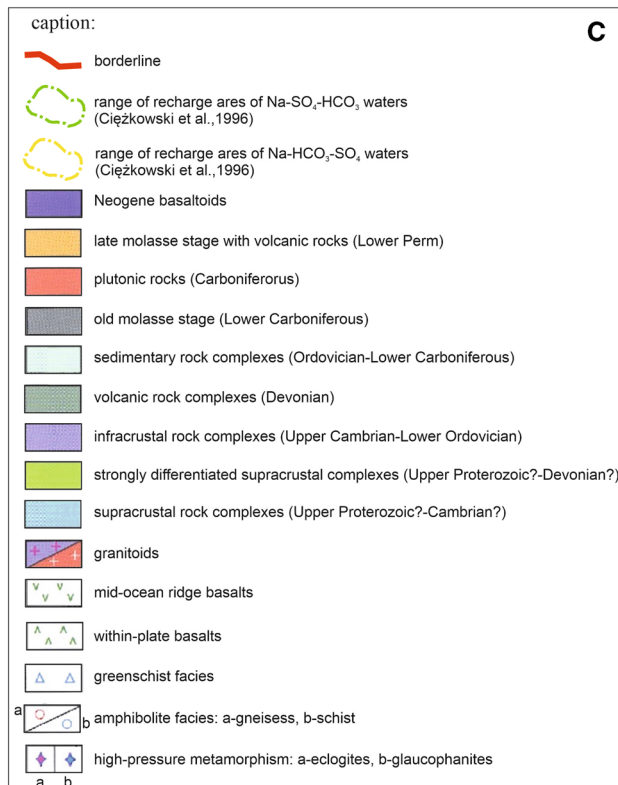 caption:
C
borderline
range of recharge ares of Na-SO₄-HCO₃ waters
(Ciężkowski et al.,1996)
range of recharge ares of Na-HCO₃-SO₄ waters
(Ciężkowski et al.,1996)
Neogene basaltoids
late molasse stage with volcanic rocks (Lower Perm)
plutonic rocks (Carboniferorus)
old molasse stage (Lower Carboniferous)
sedimentary rock complexes (Ordovician-Lower Carboniferous)
volcanic rock complexes (Devonian)
infracrustal rock complexes (Upper Cambrian-Lower Ordovician)
strongly differentiated supracrustal complexes (Upper Proterozoic?-Devonian?)
supracrustal rock complexes (Upper Proterozoic?-Cambrian?)
granitoids
mid-ocean ridge basalts
within-plate basalts
greenschist facies
a b amphibolite facies: a-gneisess, b-schist
high-pressure metamorphism: a-eclogites, b-glaucophanites
a b